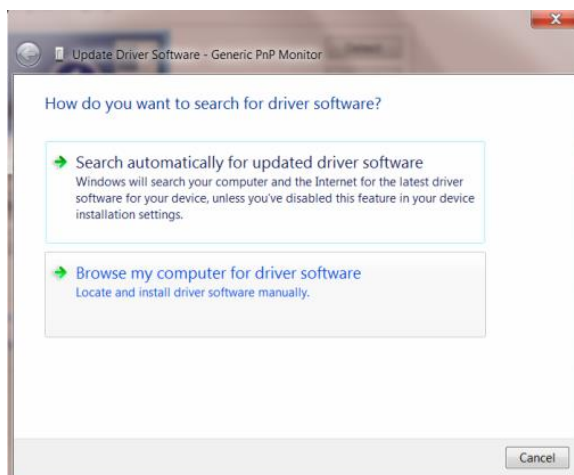 Update Driver Software - Generic PnP Monitor
How do you want to search for driver software?
Search automatically for updated driver software
Windows will search your computer and the Internet for the latest driver
software for your device, unless you've disabled this feature in your device
installation settings.
Browse my computer for driver software
Locate and install driver software manually.
Cancel